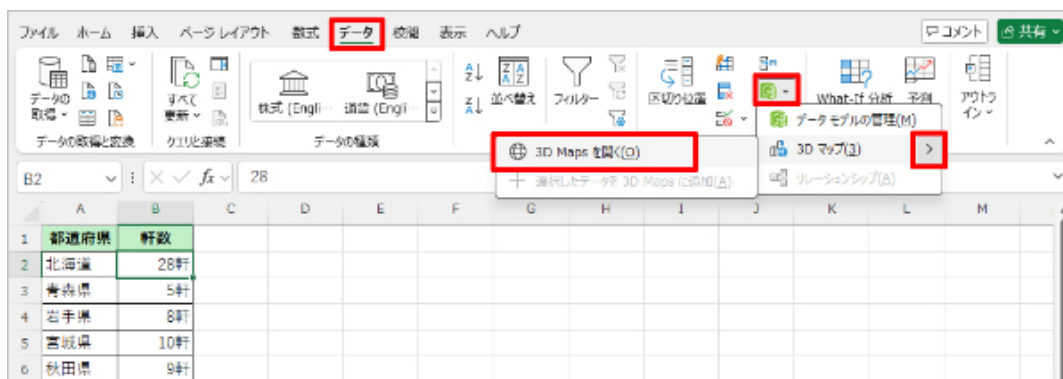 ファイル ホーム 挿入 ページ レイアウト 数式 データ 校閲 表示 ヘルプ コメント 共有
データの取得 すべて更新 株式 (Engli… 通貨 (Engli… 並べ替え フィルター 区切り位置 What-If 分析 予測 アウトライン
データの取得と変換 クエリと接続 データの種類
データ モデルの管理(M)
3D マップ(3)
リレーションシップ(A)
3D Maps を開く(O)
選択したデータを 3D Maps に追加(A)
B2 fx 28
A B C D E F G H I J K L M
1 都道府県 軒数
2 北海道 28軒
3 青森県 5軒
4 岩手県 8軒
5 宮城県 10軒
6 秋田県 9軒